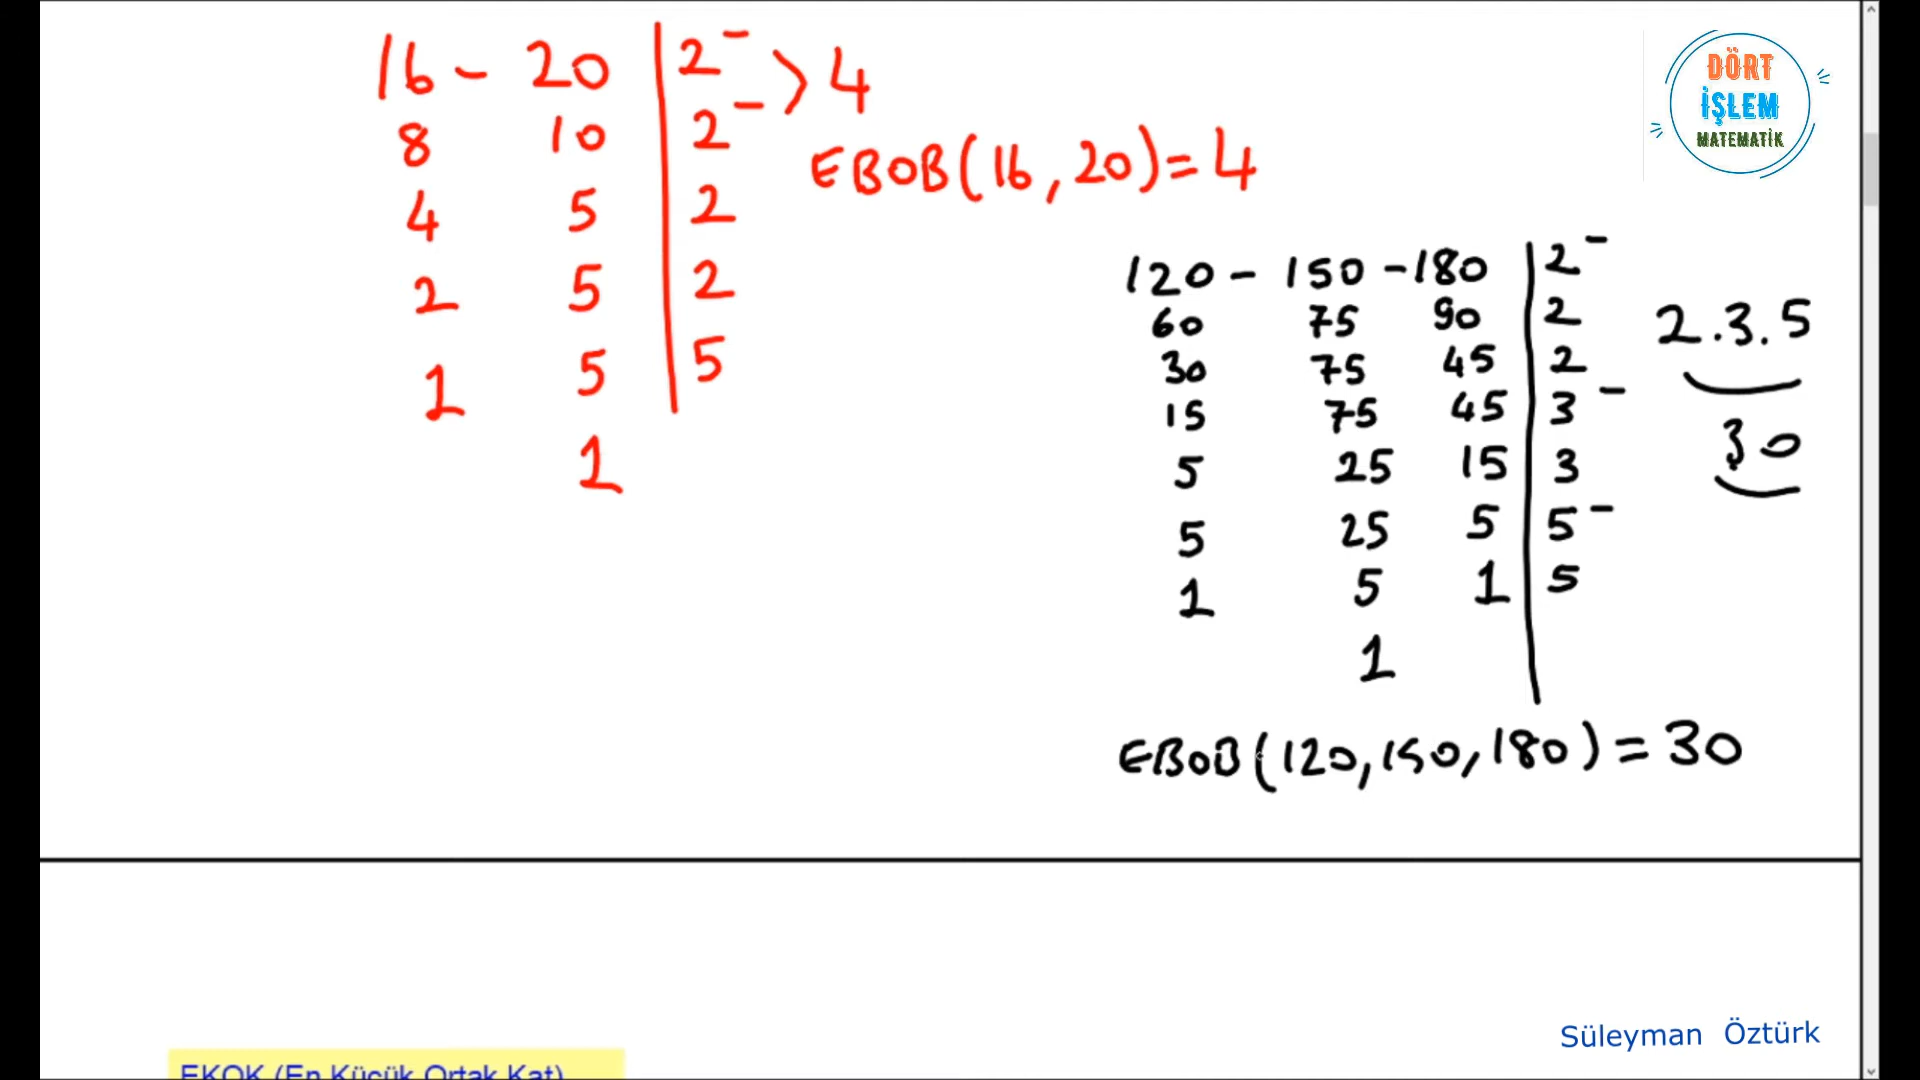 16 - 20 | 2 -
8 10 | 2 - > 4
4 5 | 2
2 5 | 2
1 5 | 5
1
EBOB(16, 20) = 4
120 - 150 - 180 | 2 -
60 75 90 | 2
30 75 45 | 2
15 75 45 | 3 -
5 25 15 | 3
5 25 5 | 5 -
1 5 1 | 5
1
2.3.5
30
EBOB(120,150,180) = 30
DÖRT
İŞLEM
MATEMATİK
Süleyman Öztürk
EKOK (En Küçük Ortak Kat)